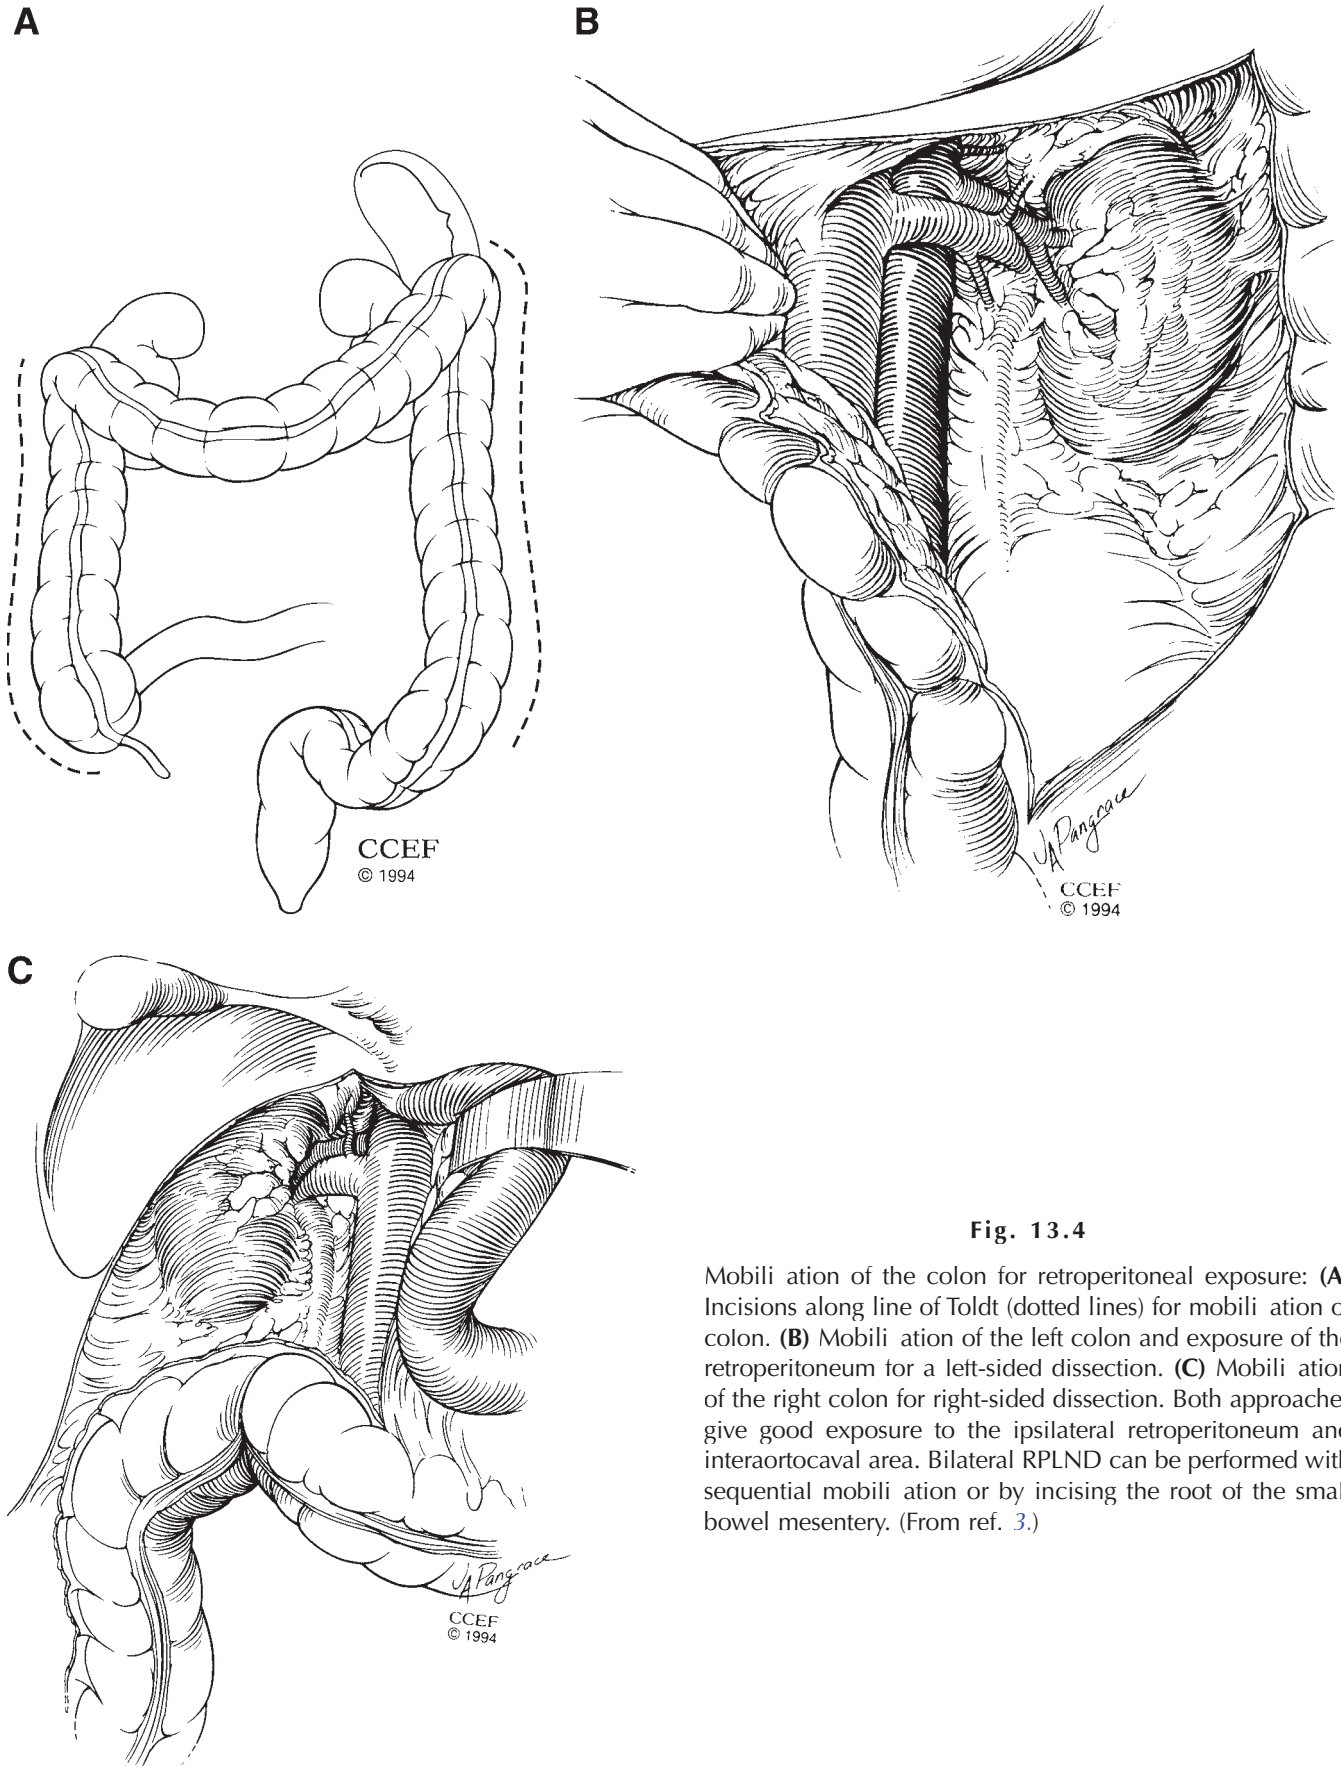 A
B
CCEF
© 1994
JA Pangrace
CCEF
© 1994
C
JA Pangrace
CCEF
© 1994
Fig. 13.4
Mobili ation of the colon for retroperitoneal exposure: (A
Incisions along line of Toldt (dotted lines) for mobili ation o
colon. (B) Mobili ation of the left colon and exposure of the
retroperitoneum for a left-sided dissection. (C) Mobili ation
of the right colon for right-sided dissection. Both approache
give good exposure to the ipsilateral retroperitoneum and
interaortocaval area. Bilateral RPLND can be performed with
sequential mobili ation or by incising the root of the smal
bowel mesentery. (From ref. 3.)